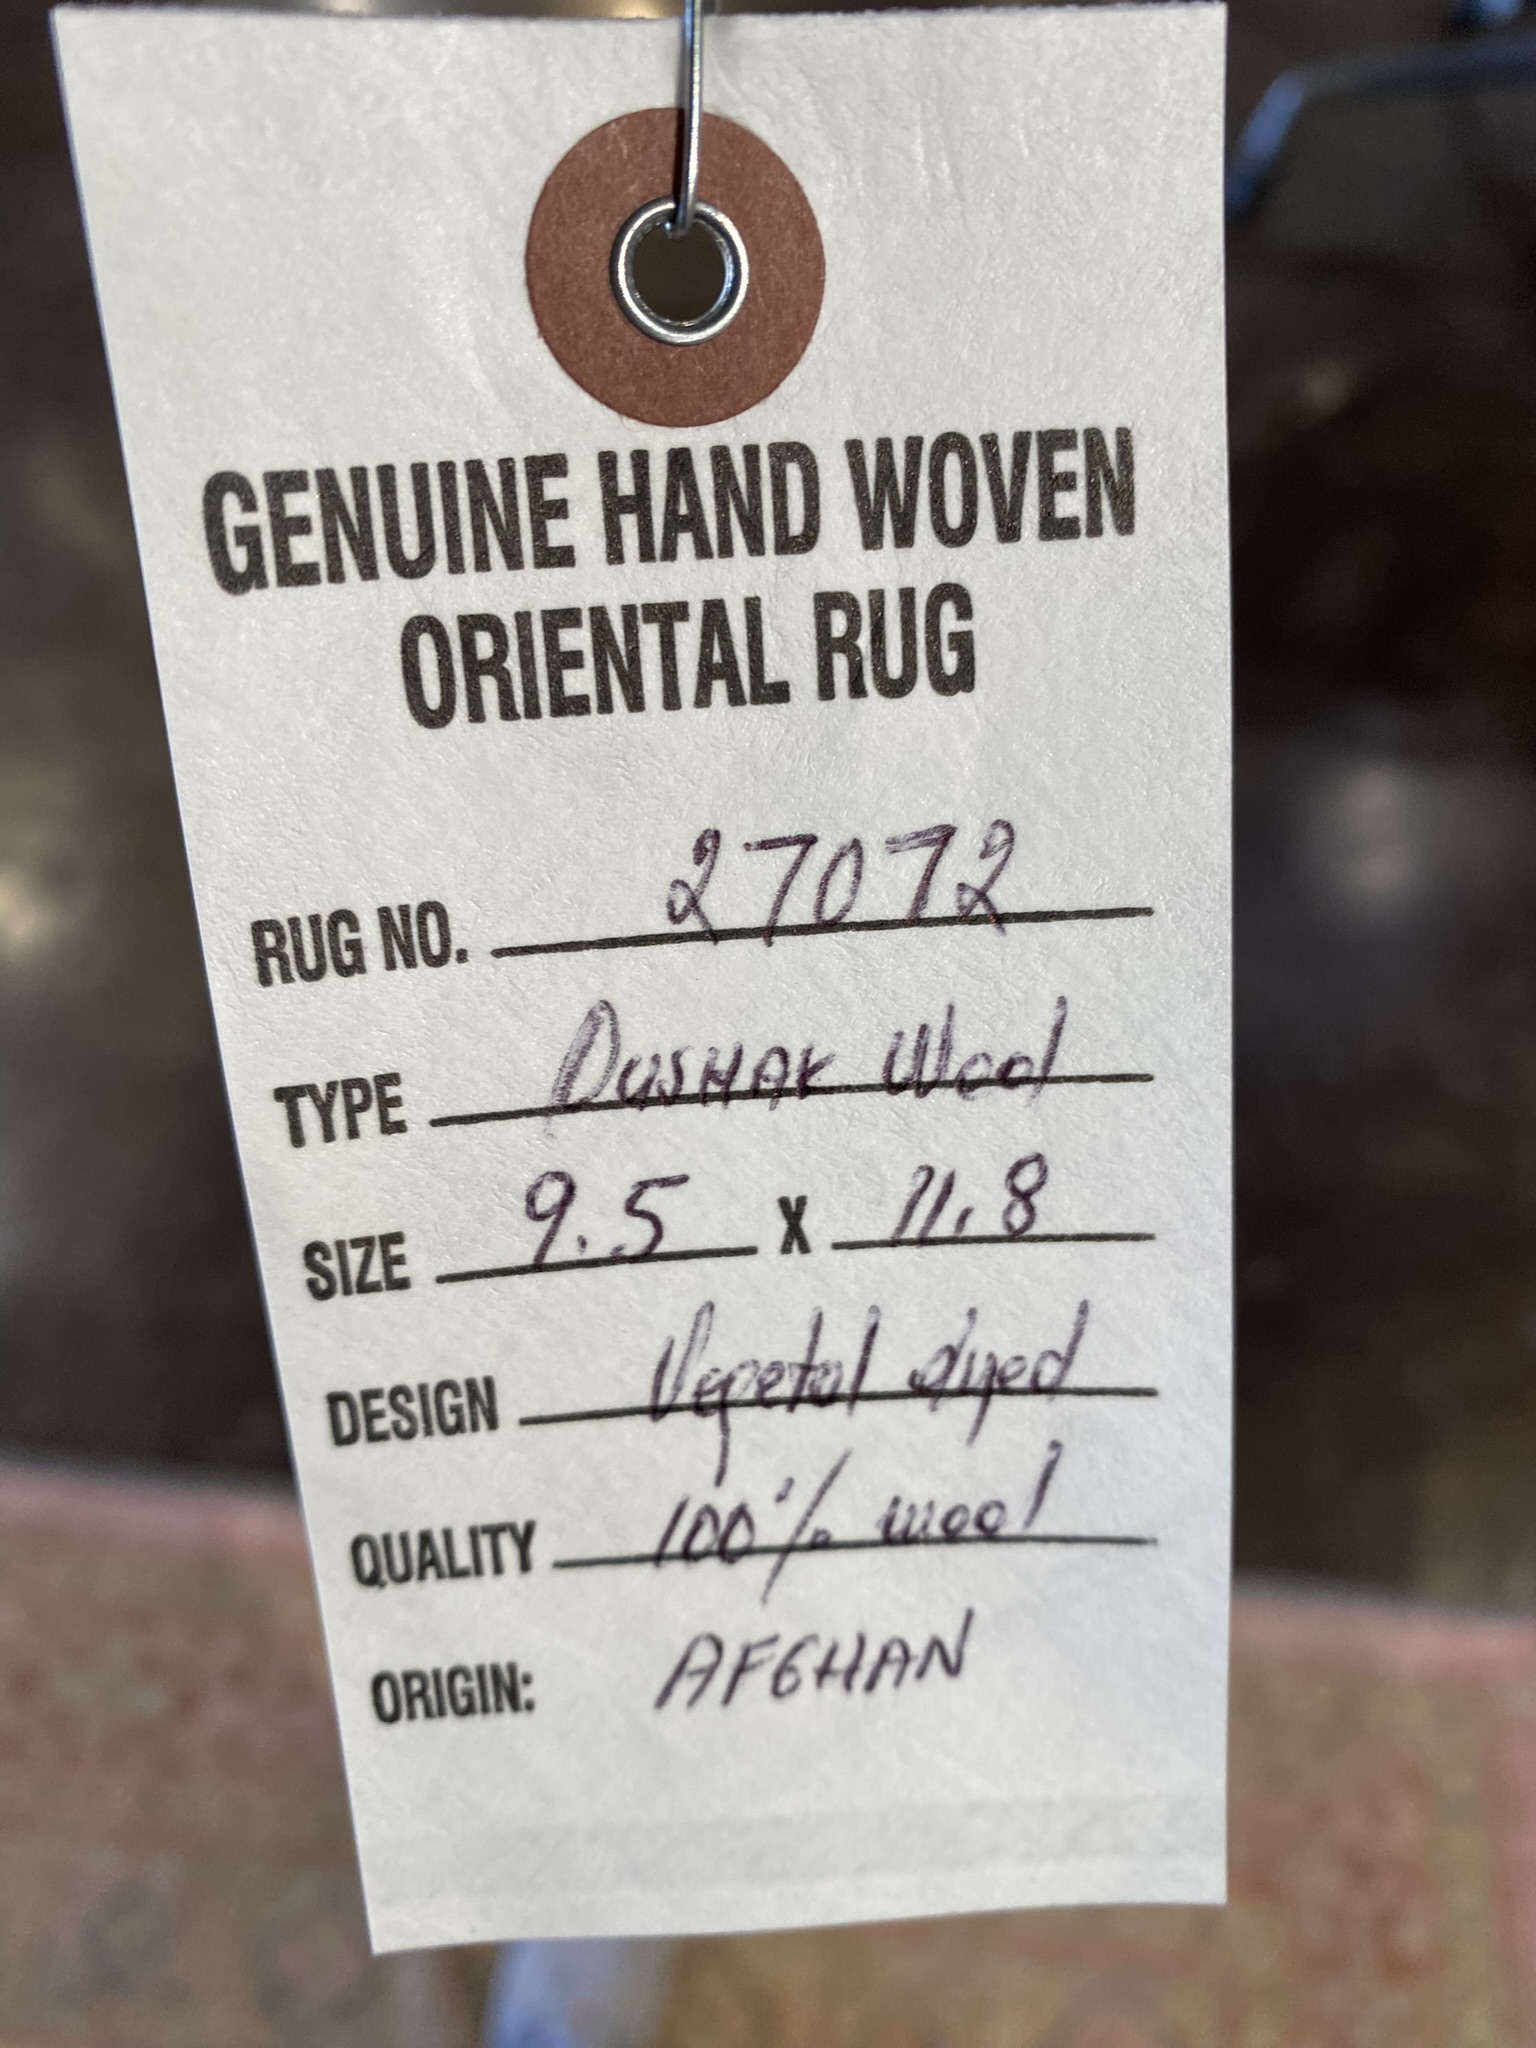 GENUINE HAND WOVEN
ORIENTAL RUG
RUG NO. 27072
TYPE Dushak Wool
SIZE 9.5 X 11.8
DESIGN Vegetal dyed
QUALITY 100% wool
ORIGIN: AFGHAN